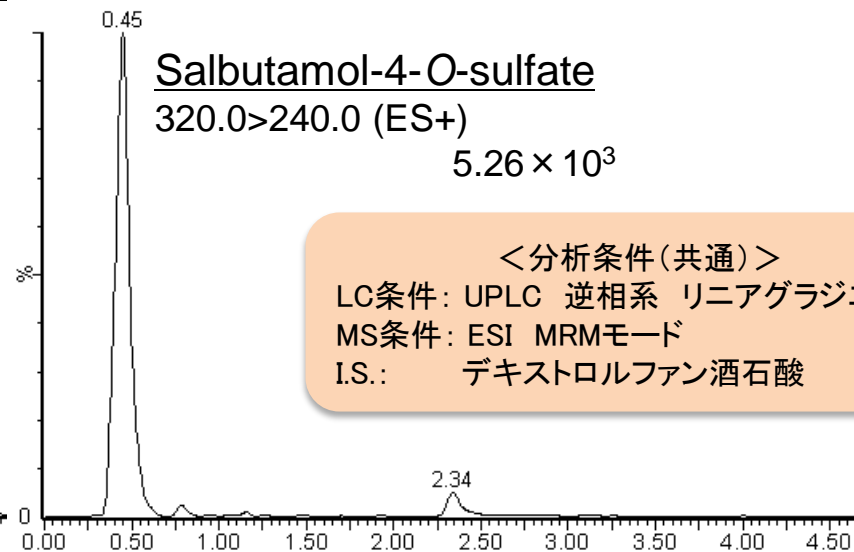 0.45
Salbutamol-4-O-sulfate
320.0>240.0 (ES+)
5.26×10³
%
<分析条件(共通)>
LC条件: UPLC 逆相系 リニアグラジ
MS条件: ESI MRMモード
I.S.: デキストロルファン酒石酸
2.34
0
0.00 0.50 1.00 1.50 2.00 2.50 3.00 3.50 4.00 4.50